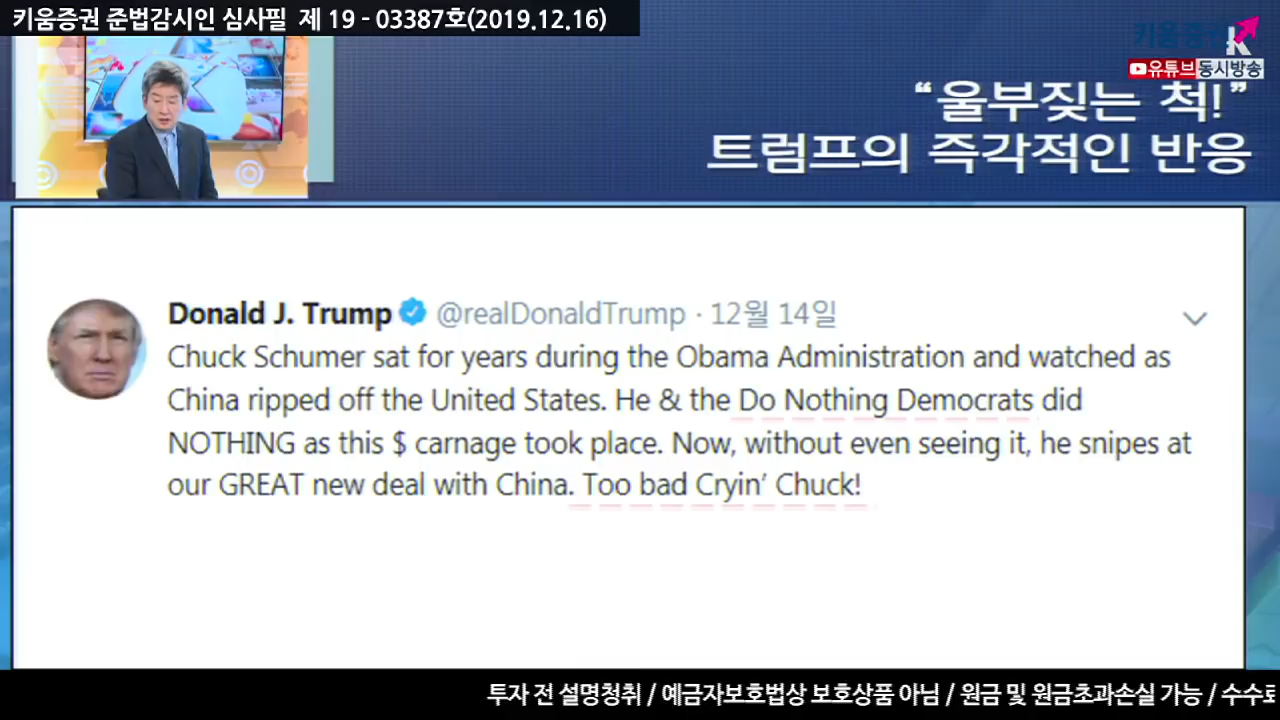 키움증권 준법감시인 심사필 제 19 - 03387호(2019.12.16)
키움증권
유튜브 동시방송
“울부짖는 척!”
트럼프의 즉각적인 반응
Donald J. Trump @realDonaldTrump · 12월 14일
Chuck Schumer sat for years during the Obama Administration and watched as
China ripped off the United States. He & the Do Nothing Democrats did
NOTHING as this $ carnage took place. Now, without even seeing it, he snipes at
our GREAT new deal with China. Too bad Cryin’ Chuck!
투자 전 설명청취 / 예금자보호법상 보호상품 아님 / 원금 및 원금초과손실 가능 / 수수료